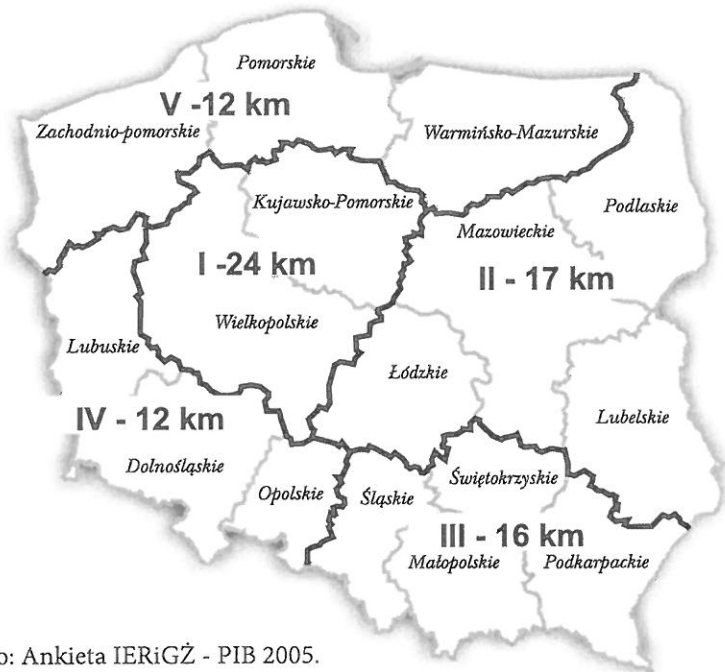 Pomorskie
V -12 km
Zachodnio-pomorskie
Warmińsko-Mazurskie
Kujawsko-Pomorskie
Podlaskie
Mazowieckie
I -24 km
II - 17 km
Wielkopolskie
Lubuskie
Łódzkie
IV - 12 km
Lubelskie
Dolnośląskie
Opolskie
Śląskie
Świętokrzyskie
III - 16 km
Małopolskie
Podkarpackie
o: Ankieta IERiGŻ - PIB 2005.